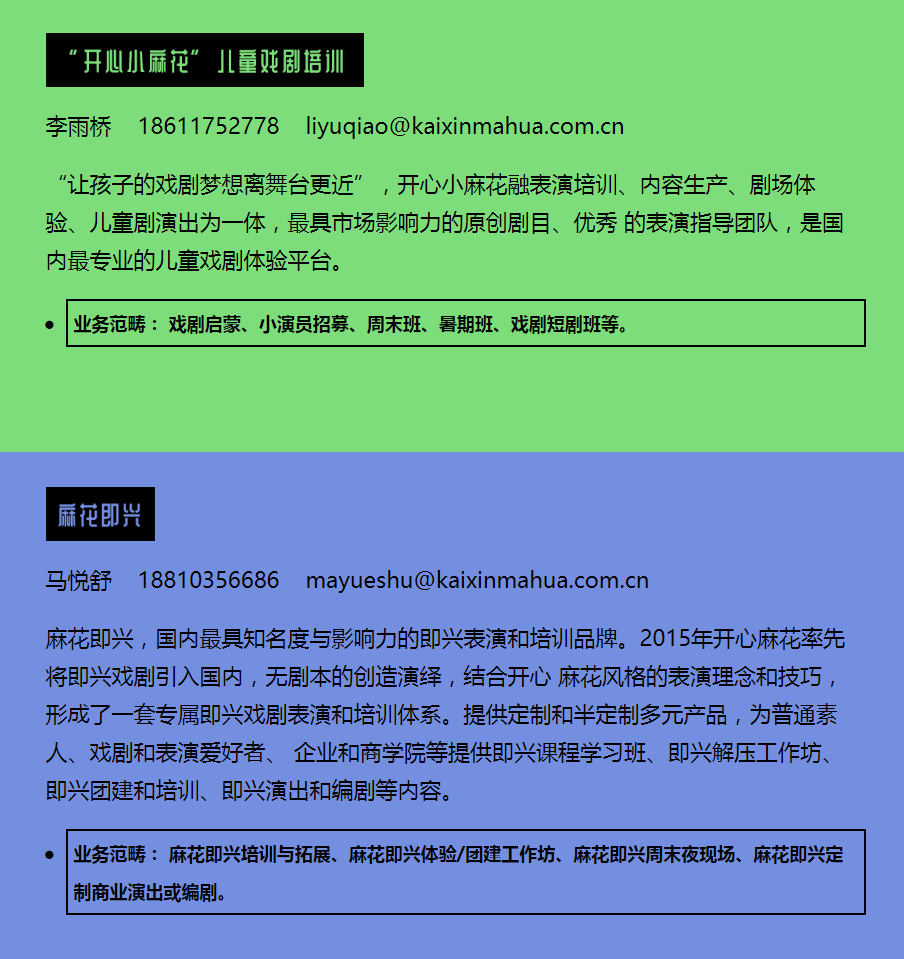 “开心小麻花” 儿童戏剧培训
李雨桥 18611752778 liyuqiao@kaixinmahua.com.cn
“让孩子的戏剧梦想离舞台更近”，开心小麻花融表演培训、内容生产、剧场体
验、儿童剧演出为一体，最具市场影响力的原创剧目、优秀 的表演指导团队，是国
内最专业的儿童戏剧体验平台。
• 业务范畴： 戏剧启蒙、小演员招募、周末班、暑期班、戏剧短剧班等。
麻花即兴
马悦舒 18810356686 mayueshu@kaixinmahua.com.cn
麻花即兴，国内最具知名度与影响力的即兴表演和培训品牌。2015年开心麻花率先
将即兴戏剧引入国内，无剧本的创造演绎，结合开心 麻花风格的表演理念和技巧，
形成了一套专属即兴戏剧表演和培训体系。提供定制和半定制多元产品，为普通素
人、戏剧和表演爱好者、 企业和商学院等提供即兴课程学习班、即兴解压工作坊、
即兴团建和培训、即兴演出和编剧等内容。
• 业务范畴： 麻花即兴培训与拓展、麻花即兴体验/团建工作坊、麻花即兴周末夜现场、麻花即兴定
制商业演出或编剧。